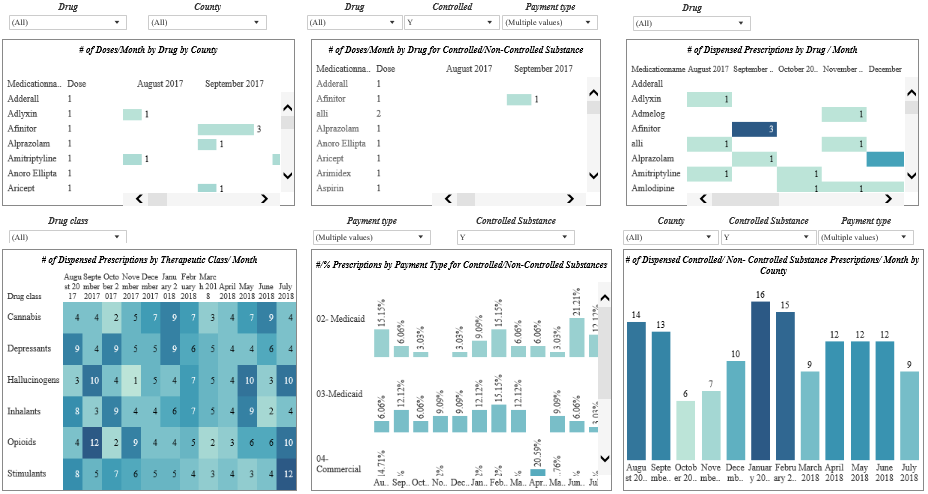 Drug County
(All) (All)
# of Doses/Month by Drug by County
Medicationna.. Dose August 2017 September 2017
Adderall 1
Adlyxin 1 1
Afinitor 1 3
Alprazolam 1 1
Amitriptyline 1 1
Anoro Ellipta 1
Aricept 1 1
Drug Controlled Payment type
(All) Y (Multiple values)
# of Doses/Month by Drug for Controlled/Non-Controlled Substance
Medicationna.. Dose August 2017 September 2017
Adderall 1
Afinitor 1 1
alli 2
Alprazolam 1
Anoro Ellipta 1
Aricept 1
Arimidex 1
Aspirin 1
Drug
(All)
# of Dispensed Prescriptions by Drug / Month
Medicationname August 2017 September .. October 20.. November .. December
Adderall
Adlyxin 1
Admelog 1
Afinitor 3
alli 1 1
Alprazolam 1
Amitriptyline 1 1
Amlodipine 1 1
Drug class
(All)
# of Dispensed Prescriptions by Therapeutic Class/ Month
Drug class Augu st 20 17 Septe mber 2017 Octo ber 2 017 Nove mber 2017 Dece mber 2017 Janu ary 2 018 Febr uary 2018 Marc h 201 8 April 2018 May 2018 June 2018 July 2018
Cannabis 4 4 2 5 7 9 7 3 4 7 9 4
Depressants 9 4 9 5 5 9 6 5 4 4 6 4
Hallucinogens 3 10 4 1 5 4 7 5 4 10 3 10
Inhalants 8 3 9 4 4 6 7 6 4 9 2 4
Opioids 4 12 2 9 4 4 5 2 3 6 6 10
Stimulants 8 5 7 6 5 5 4 3 4 3 4 12
Payment type Controlled Substance
(Multiple values) Y
#/% Prescriptions by Payment Type for Controlled/Non-Controlled Substances
02- Medicaid 15.15% 6.06% 3.03% 3.03% 9.09% 15.15% 6.06% 6.06% 3.03% 21.21% 12.12%
03-Medicaid 6.06% 12.12% 6.06% 9.09% 9.09% 12.12% 15.15% 12.12% 9.09% 6.06% 3.03%
04-
Commercial 14.71% 20.59%
Au.. Sep.. Oct.. No.. Dec.. Jan.. Feb.. Ma.. Apr.. Ma.. Jun..
County Controlled Substance Payment type
(All) Y (Multiple values)
# of Dispensed Controlled/ Non- Controlled Substance Prescriptions/ Month by
County
14 13 6 7 10 16 15 9 12 12 12 9
Augu Septe Octob Nove Dece Januar Febru March April May June July
st 20.. mbe.. er 20.. mbe.. mb.. y 20.. ary 2.. 2018 2018 2018 2018 2018